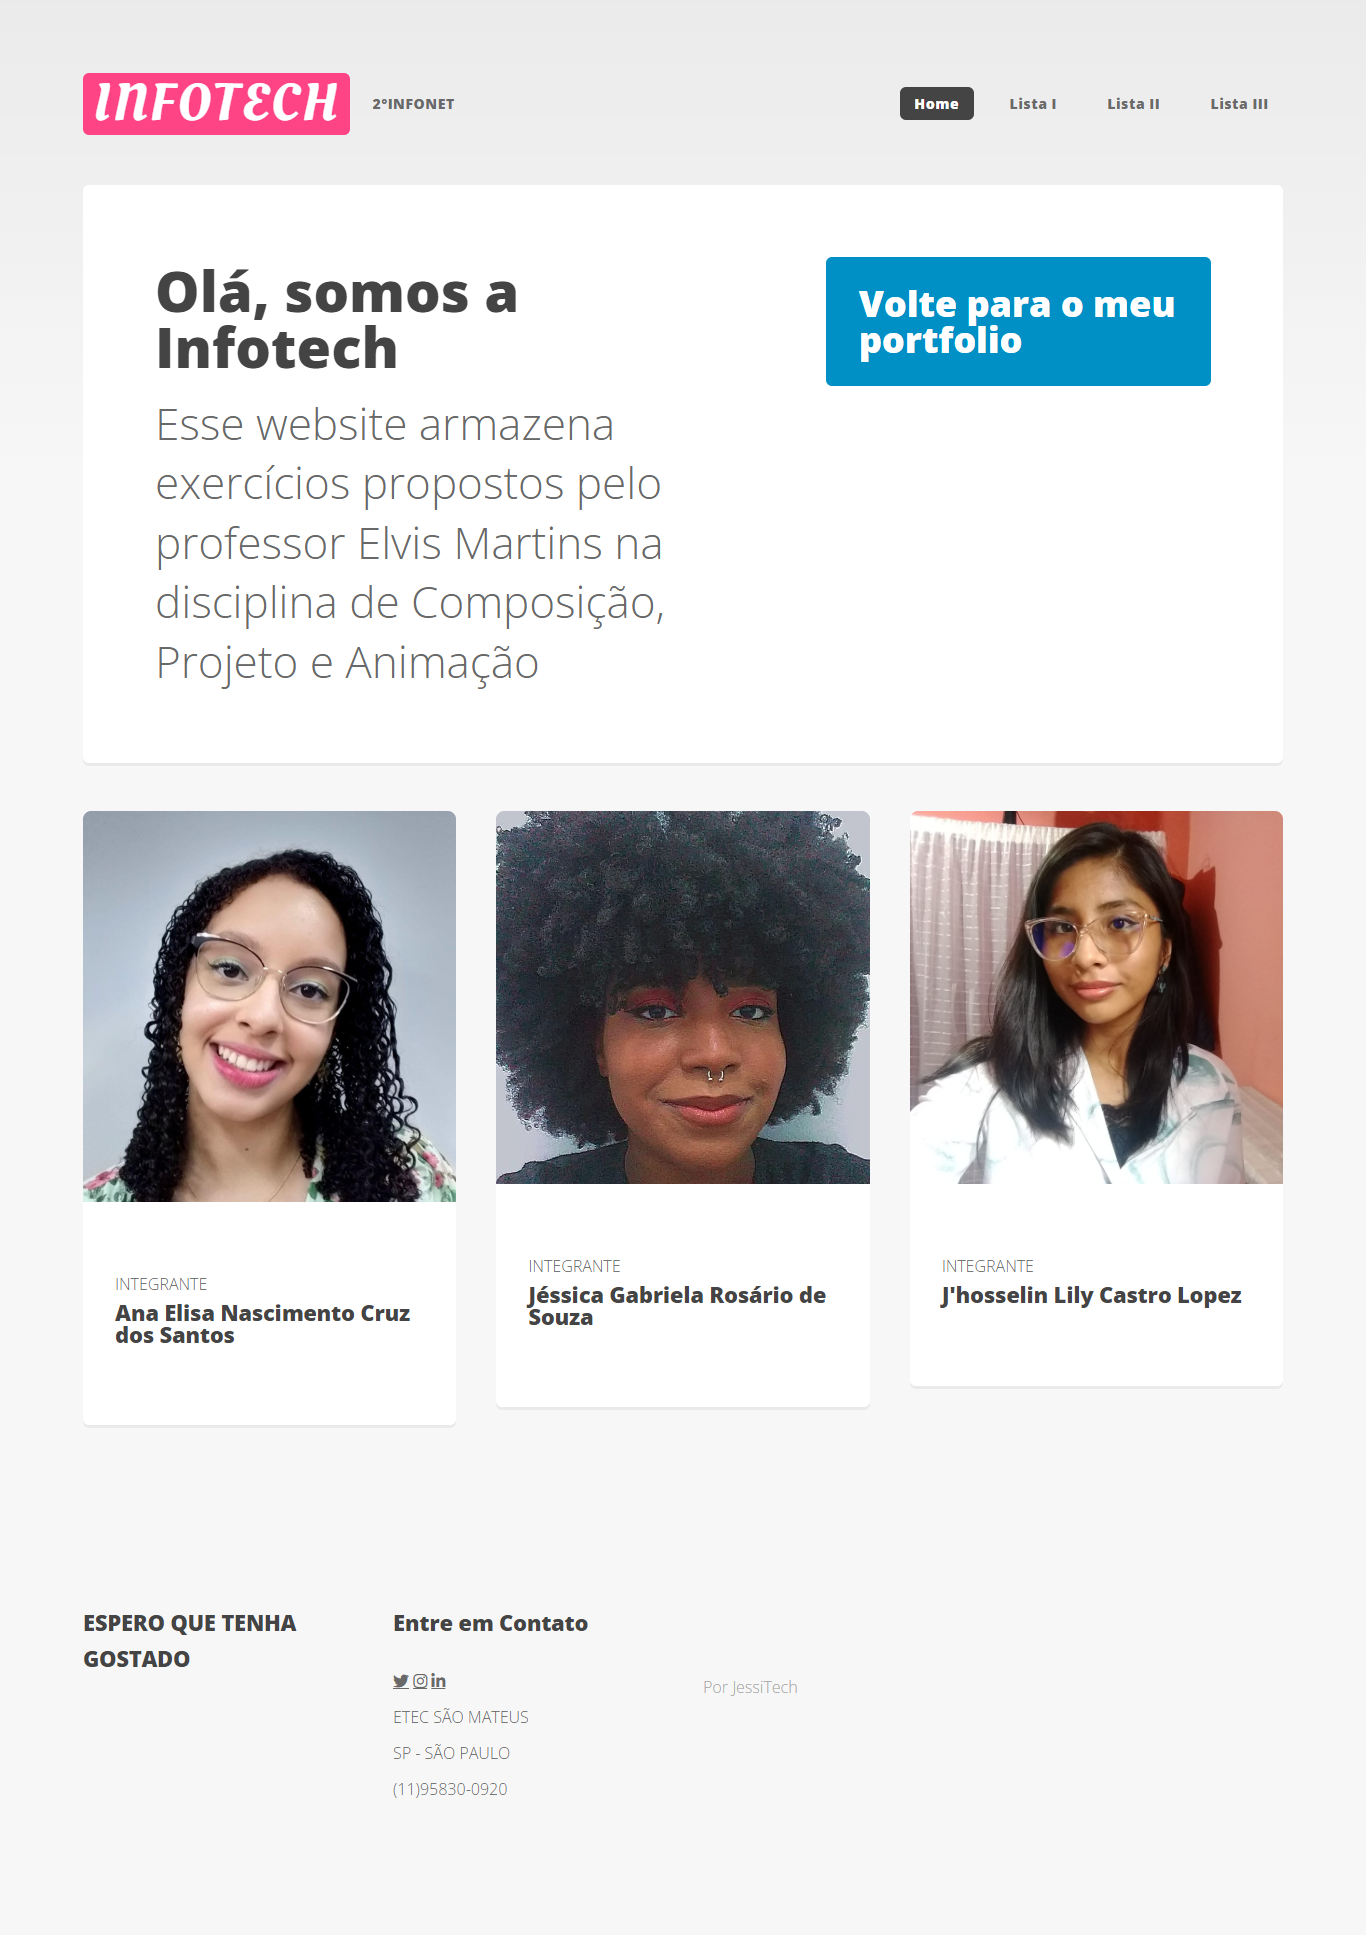 INFOTECH
2°INFONET
Home
Lista I
Lista II
Lista III
Olá, somos a
Infotech
Esse website armazena
exercícios propostos pelo
professor Elvis Martins na
disciplina de Composição,
Projeto e Animação
Volte para o meu
portfolio
INTEGRANTE
Ana Elisa Nascimento Cruz
dos Santos
INTEGRANTE
Jéssica Gabriela Rosário de
Souza
INTEGRANTE
J'hosselin Lily Castro Lopez
ESPERO QUE TENHA
GOSTADO
Entre em Contato
ETEC SÃO MATEUS
SP - SÃO PAULO
(11)95830-0920
Por JessiTech